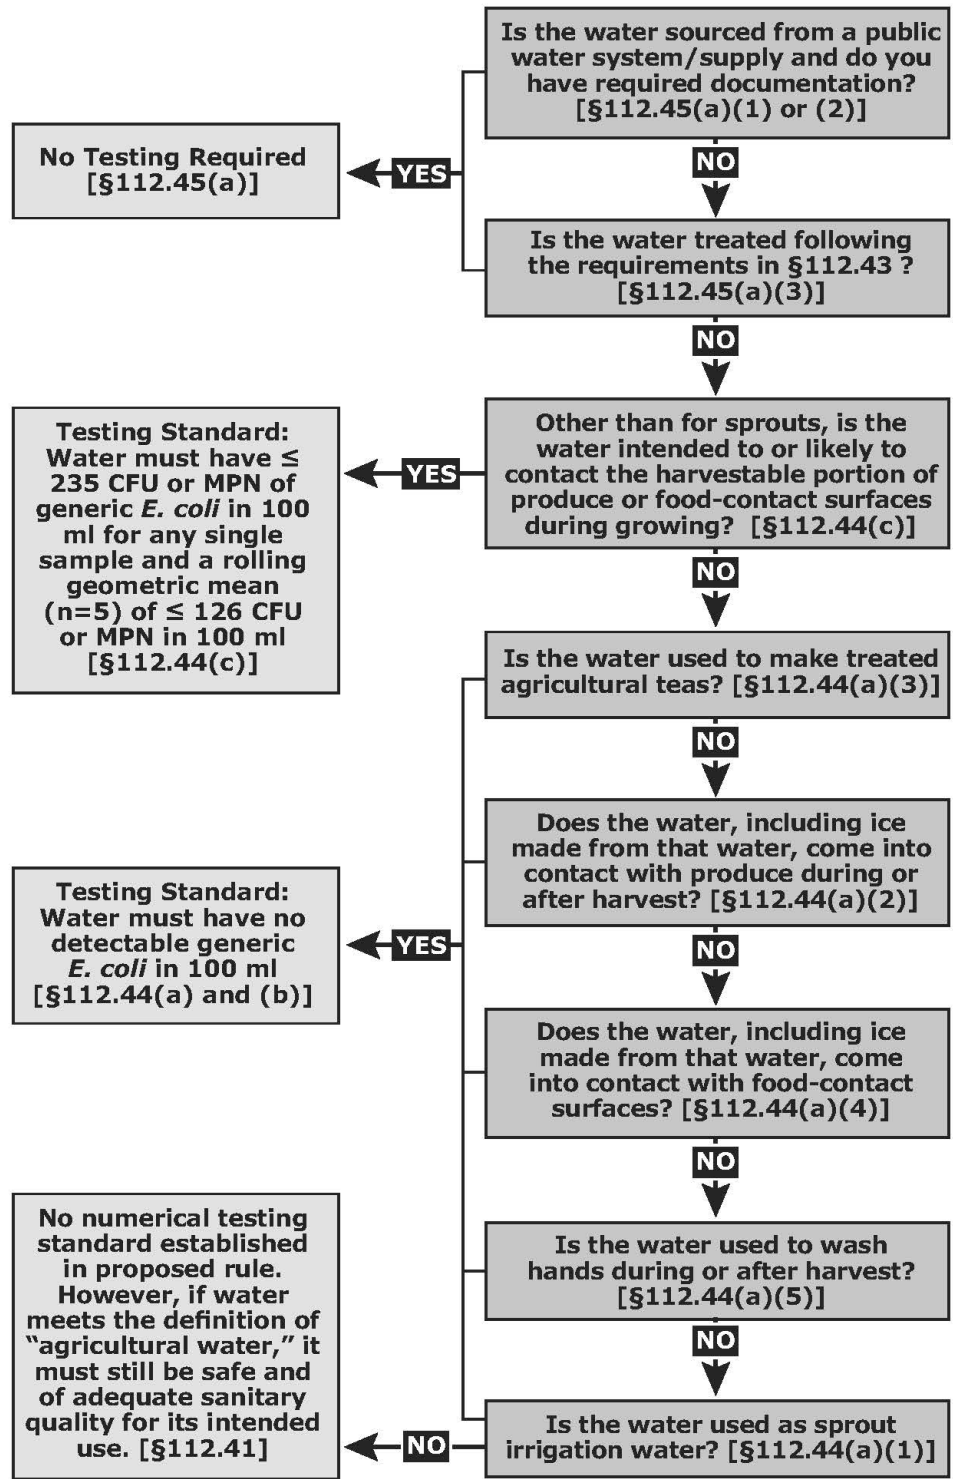 Is the water sourced from a public
water system/supply and do you
have required documentation?
[§112.45(a)(1) or (2)]
NO
No Testing Required
[§112.45(a)]
YES
Is the water treated following
the requirements in §112.43 ?
[§112.45(a)(3)]
NO
Other than for sprouts, is the
water intended to or likely to
contact the harvestable portion of
produce or food-contact surfaces
during growing? [§112.44(c)]
YES
Testing Standard:
Water must have ≤
235 CFU or MPN of
generic E. coli in 100
ml for any single
sample and a rolling
geometric mean
(n=5) of ≤ 126 CFU
or MPN in 100 ml
[§112.44(c)]
NO
Is the water used to make treated
agricultural teas? [§112.44(a)(3)]
NO
Does the water, including ice
made from that water, come into
contact with produce during or
after harvest? [§112.44(a)(2)]
YES
Testing Standard:
Water must have no
detectable generic
E. coli in 100 ml
[§112.44(a) and (b)]
NO
Does the water, including ice
made from that water, come
into contact with food-contact
surfaces? [§112.44(a)(4)]
NO
Is the water used to wash
hands during or after harvest?
[§112.44(a)(5)]
NO
Is the water used as sprout
irrigation water? [§112.44(a)(1)]
NO
No numerical testing
standard established
in proposed rule.
However, if water
meets the definition of
“agricultural water,” it
must still be safe and
of adequate sanitary
quality for its intended
use. [§112.41]